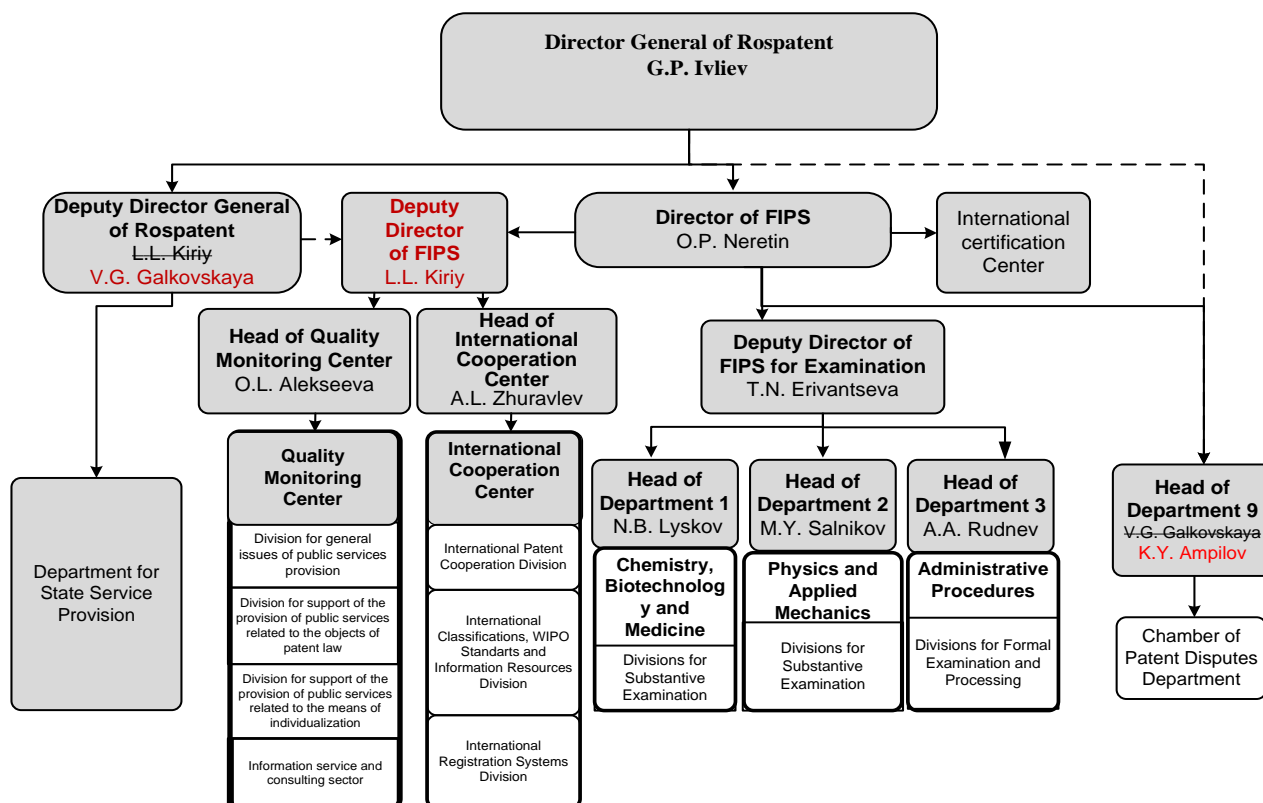 Director General of Rospatent
G.P. Ivliev
Deputy Director General
of Rospatent
L.L. Kiriy
V.G. Galkovskaya
Deputy
Director
of FIPS
L.L. Kiriy
Director of FIPS
O.P. Neretin
International
certification
Center
Head of Quality
Monitoring Center
O.L. Alekseeva
Head of
International
Cooperation
Center
A.L. Zhuravlev
Deputy Director of
FIPS for Examination
T.N. Erivantseva
Department for
State Service
Provision
Quality
Monitoring
Center
Division for general
issues of public services
provision
Division for support of the
provision of public services
related to the objects of
patent law
Division for support of the
provision of public services
related to the means of
individualization
Information service and
consulting sector
International
Cooperation
Center
International Patent
Cooperation Division
International
Classifications, WIPO
Standarts and
Information Resources
Division
International
Registration Systems
Division
Head of
Department 1
N.B. Lyskov
Chemistry,
Biotechnolog
y and
Medicine
Divisions for
Substantive
Examination
Head of
Department 2
M.Y. Salnikov
Physics and
Applied
Mechanics
Divisions for
Substantive
Examination
Head of
Department 3
A.A. Rudnev
Administrative
Procedures
Divisions for Formal
Examination and
Processing
Head of
Department 9
V.G. Galkovskaya
K.Y. Ampilov
Chamber of
Patent Disputes
Department